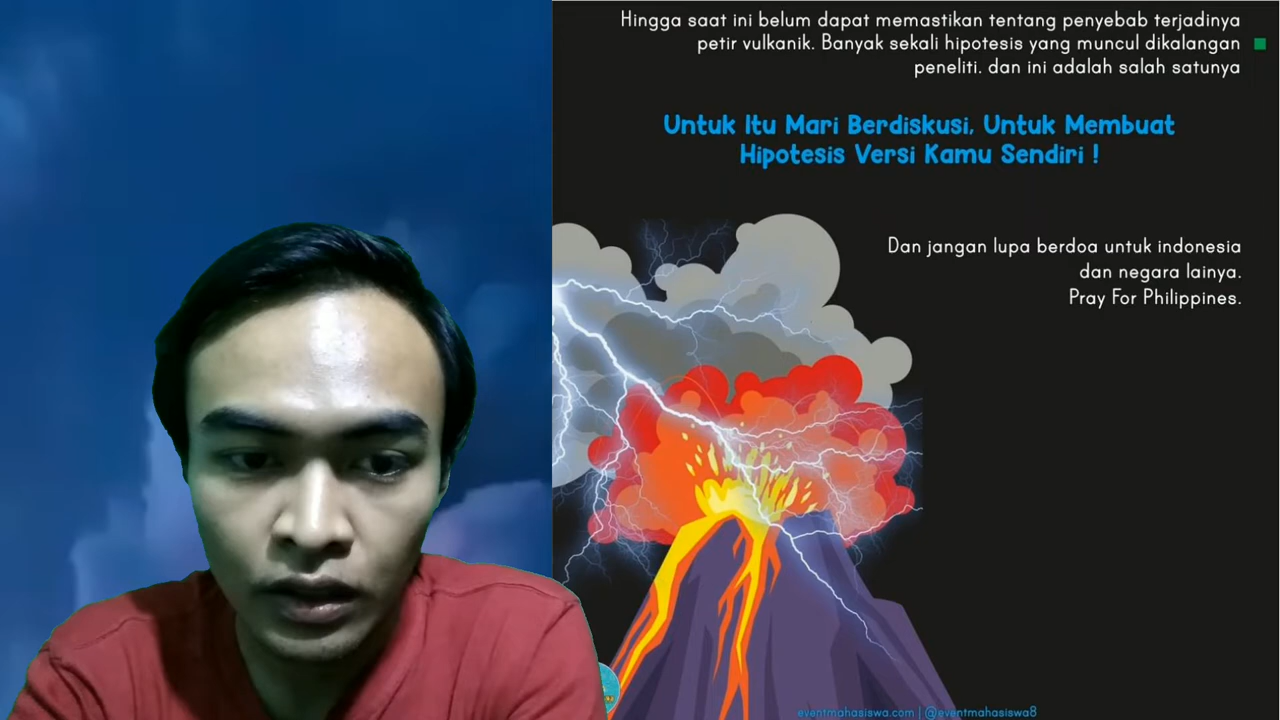 Hingga saat ini belum dapat memastikan tentang penyebab terjadinya
petir vulkanik. Banyak sekali hipotesis yang muncul dikalangan
peneliti. dan ini adalah salah satunya
Untuk Itu Mari Berdiskusi, Untuk Membuat
Hipotesis Versi Kamu Sendiri !
Dan jangan lupa berdoa untuk indonesia
dan negara lainya.
Pray For Philippines.
eventmahasiswa.com | @eventmahasiswa8